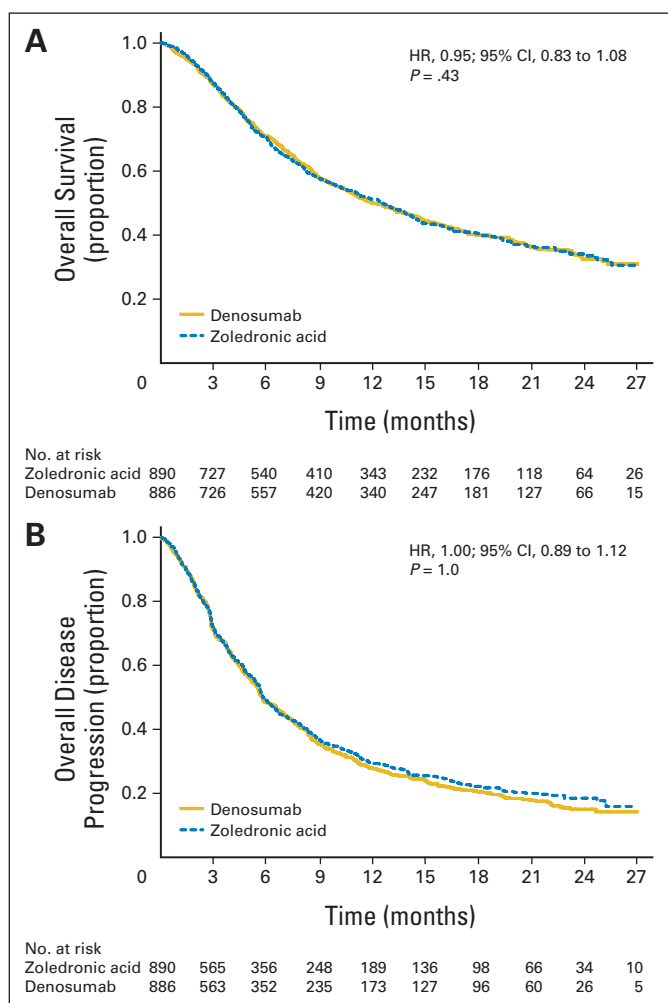 A
HR, 0.95; 95% CI, 0.83 to 1.08
P = .43
Overall Survival
(proportion)
1.0
0.8
0.6
0.4
0.2
Denosumab
Zoledronic acid
0 3 6 9 12 15 18 21 24 27
Time (months)
No. at risk
Zoledronic acid 890 727 540 410 343 232 176 118 64 26
Denosumab 886 726 557 420 340 247 181 127 66 15
B
HR, 1.00; 95% CI, 0.89 to 1.12
P = 1.0
Overall Disease
Progression (proportion)
1.0
0.8
0.6
0.4
0.2
Denosumab
Zoledronic acid
0 3 6 9 12 15 18 21 24 27
Time (months)
No. at risk
Zoledronic acid 890 565 356 248 189 136 98 66 34 10
Denosumab 886 563 352 235 173 127 96 60 26 5